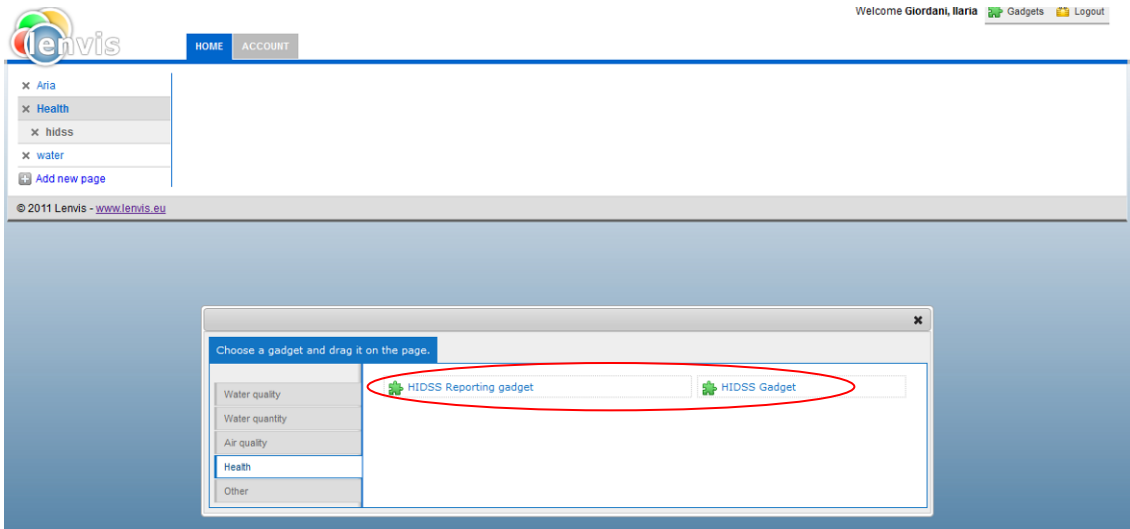 Welcome Giordani, Ilaria Gadgets Logout
lenvis
HOME ACCOUNT
Aria
Health
hidss
water
Add new page
© 2011 Lenvis - www.lenvis.eu
Choose a gadget and drag it on the page.
HIDSS Reporting gadget HIDSS Gadget
Water quality
Water quantity
Air quality
Health
Other